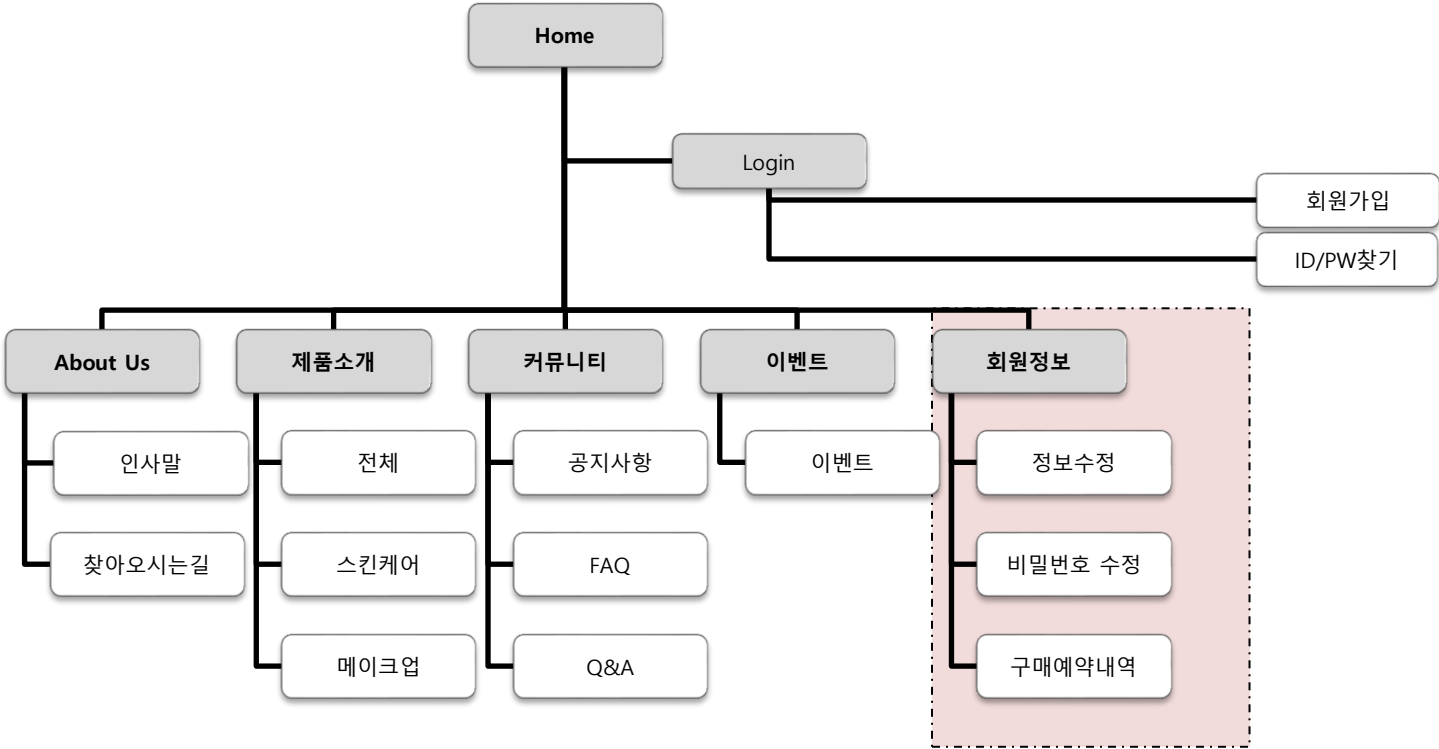 Home
Login
회원가입
ID/PW찾기
About Us
제품소개
커뮤니티
이벤트
회원정보
인사말
전체
공지사항
이벤트
정보수정
찾아오시는길
스킨케어
FAQ
비밀번호 수정
메이크업
Q&A
구매예약내역